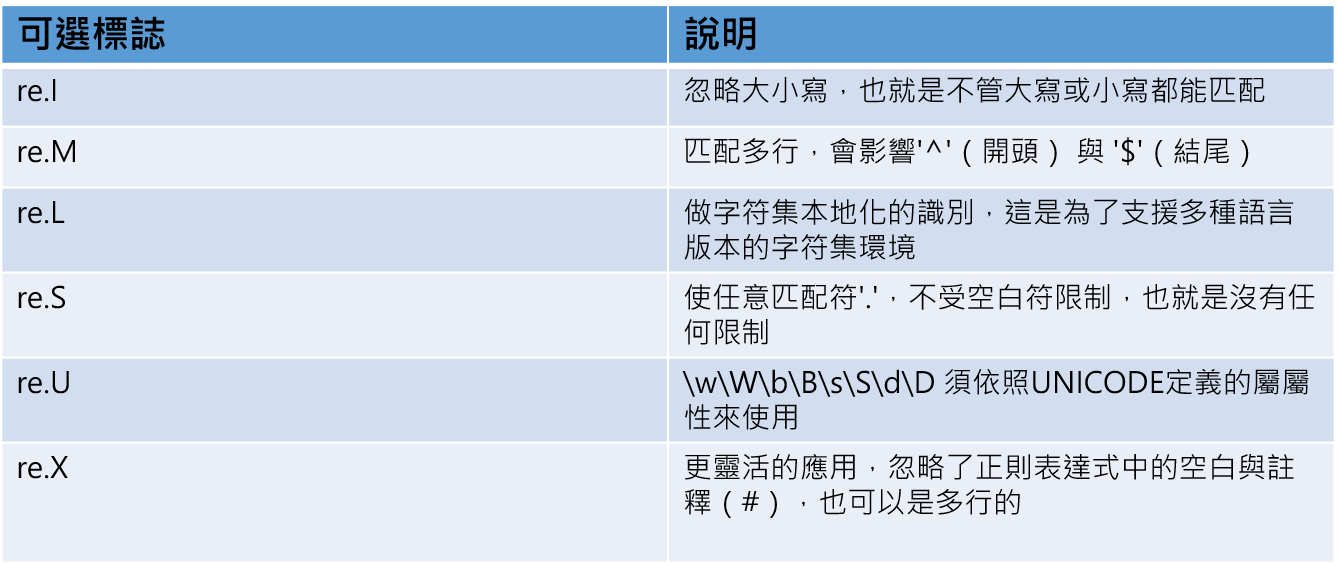 可選標誌 說明
re.I 忽略大小寫，也就是不管大寫或小寫都能匹配
re.M 匹配多行，會影響'^'（開頴） 與 '$'（結尾）
re.L 做字符集本地化的識別，這是為了支援多種語言
版本的字符集環境
re.S 使任意匹配符'.'，不受空白符限制，也就是沒有任
何限制
re.U \w\W\b\B\s\S\d\D 須依照UNICODE定義的屬屬
性來使用
re.X 更靈活的應用，忽略了正則表達式中的空白與註
釋（#），也可以是多行的